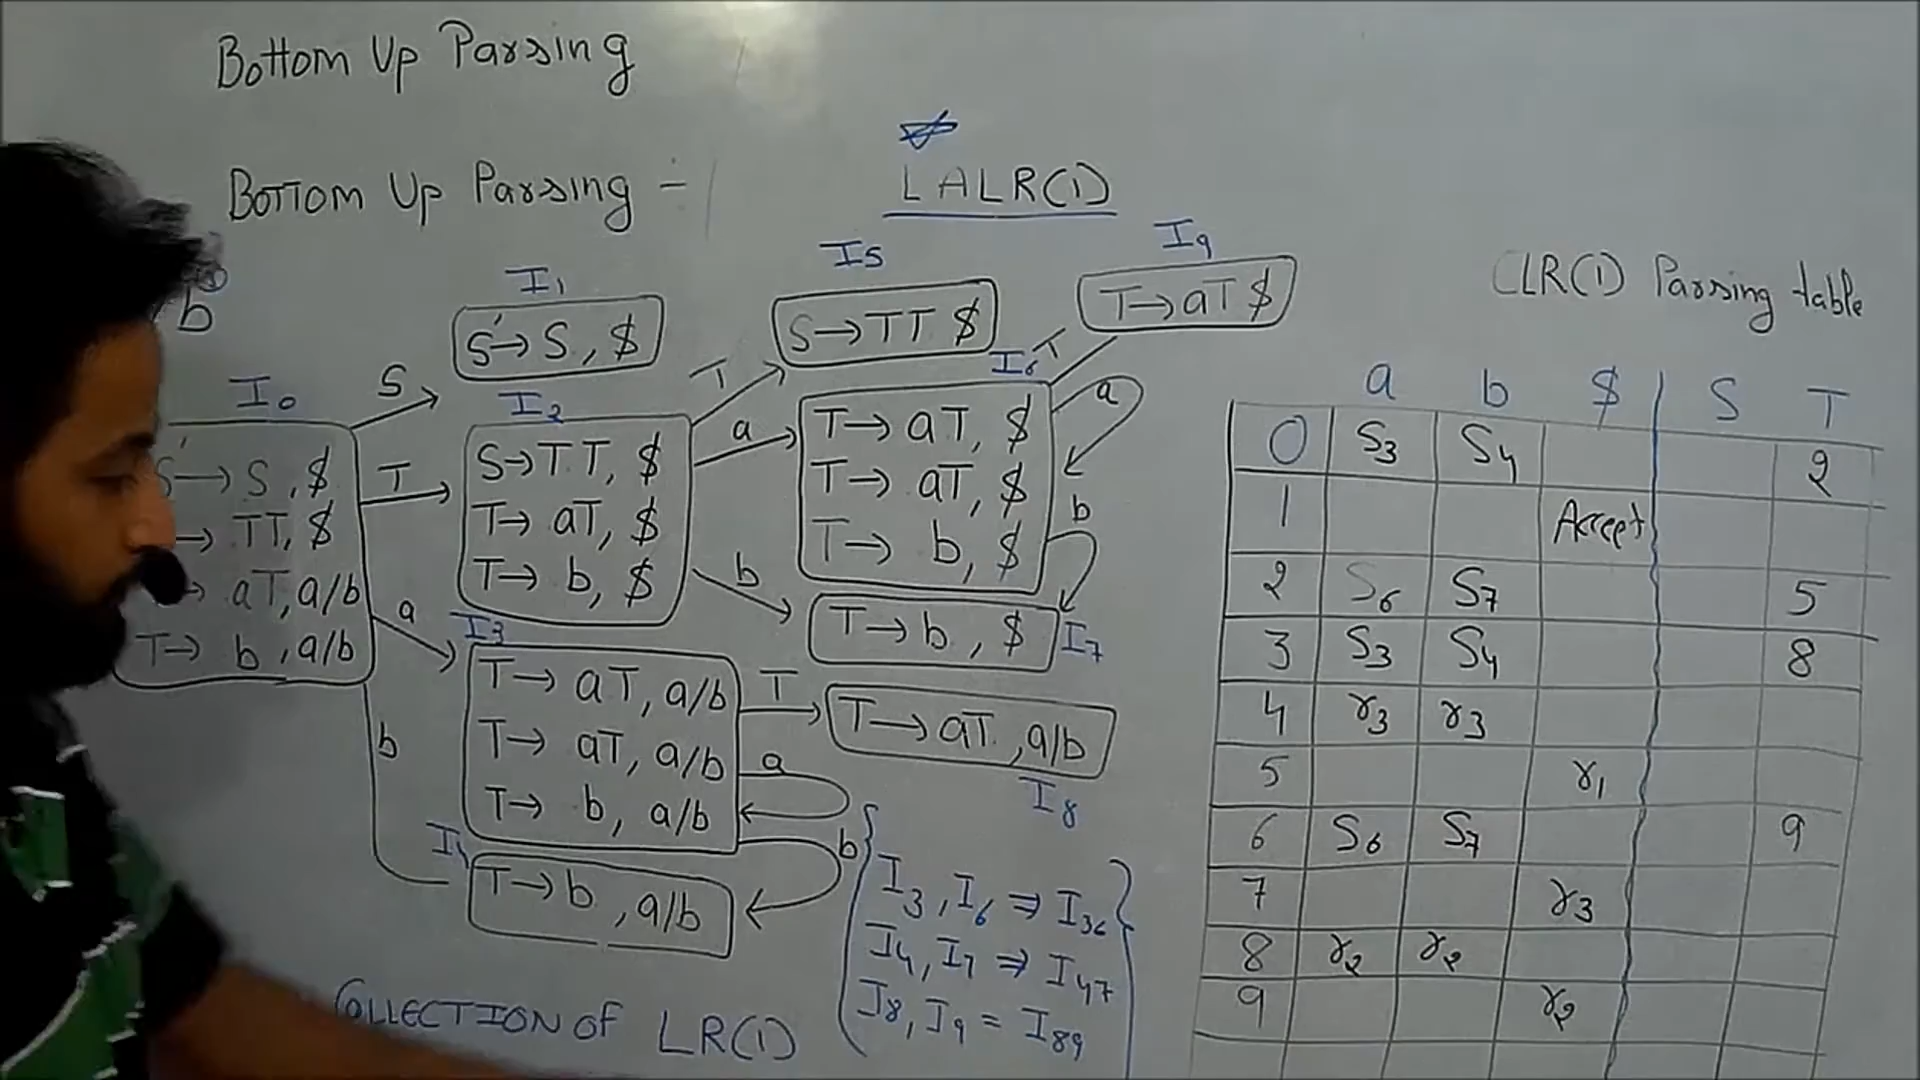 Bottom Up Parsing
BOTTOM Up Parsing -
LALR(1)
b
I0
S' → S , $
→ TT, $
→ aT, a/b
T → b , a/b
S
T
a
b
I1
S' → S , $
I2
S → T T, $
T → aT, $
T → b, $
T
a
b
I3
T → aT, a/b
T → aT, a/b
T → b, a/b
T
a
b
T → b , a/b
I5
S → TT $
I6
T → aT, $
T → aT, $
T → b, $
T
a
b
T → b , $
I7
T → aT , a/b
I8
I9
T → aT $
I3 , I6 ⇒ I36
I4 , I7 ⇒ I47
I8 , I9 = I89
COLLECTION OF LR(1)
CLR(1) Parsing table
a b $ S T
0 S3 S4 2
1 Accept
2 S6 S7 5
3 S3 S4 8
4 r3 r3
5 r1
6 S6 S7 9
7 r3
8 r2 r2
9 r2